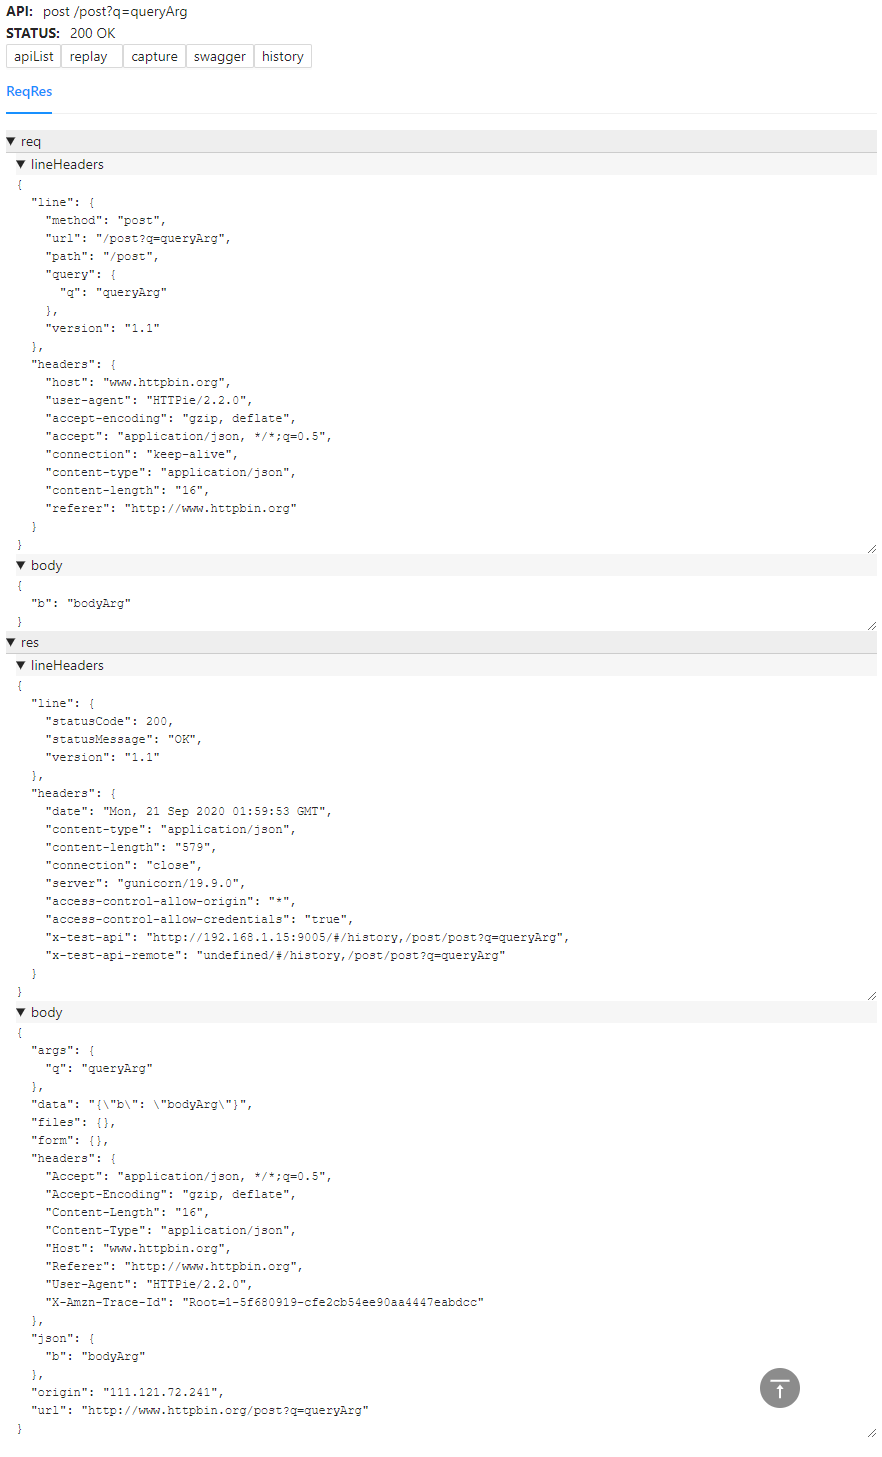 API: post /post?q=queryArg
STATUS: 200 OK
apiList replay capture swagger history
ReqRes
▼ req
▼ lineHeaders
{
  "line": {
    "method": "post",
    "url": "/post?q=queryArg",
    "path": "/post",
    "query": {
      "q": "queryArg"
    },
    "version": "1.1"
  },
  "headers": {
    "host": "www.httpbin.org",
    "user-agent": "HTTPie/2.2.0",
    "accept-encoding": "gzip, deflate",
    "accept": "application/json, */*;q=0.5",
    "connection": "keep-alive",
    "content-type": "application/json",
    "content-length": "16",
    "referer": "http://www.httpbin.org"
  }
}
▼ body
{
  "b": "bodyArg"
}
▼ res
▼ lineHeaders
{
  "line": {
    "statusCode": 200,
    "statusMessage": "OK",
    "version": "1.1"
  },
  "headers": {
    "date": "Mon, 21 Sep 2020 01:59:53 GMT",
    "content-type": "application/json",
    "content-length": "579",
    "connection": "close",
    "server": "gunicorn/19.9.0",
    "access-control-allow-origin": "*",
    "access-control-allow-credentials": "true",
    "x-test-api": "http://192.168.1.15:9005/#/history,/post/post?q=queryArg",
    "x-test-api-remote": "undefined/#/history,/post/post?q=queryArg"
  }
}
▼ body
{
  "args": {
    "q": "queryArg"
  },
  "data": "{\"b\": \"bodyArg\"}",
  "files": {},
  "form": {},
  "headers": {
    "Accept": "application/json, */*;q=0.5",
    "Accept-Encoding": "gzip, deflate",
    "Content-Length": "16",
    "Content-Type": "application/json",
    "Host": "www.httpbin.org",
    "Referer": "http://www.httpbin.org",
    "User-Agent": "HTTPie/2.2.0",
    "X-Amzn-Trace-Id": "Root=1-5f680919-cfe2cb54ee90aa4447eabdcc"
  },
  "json": {
    "b": "bodyArg"
  },
  "origin": "111.121.72.241",
  "url": "http://www.httpbin.org/post?q=queryArg"
}